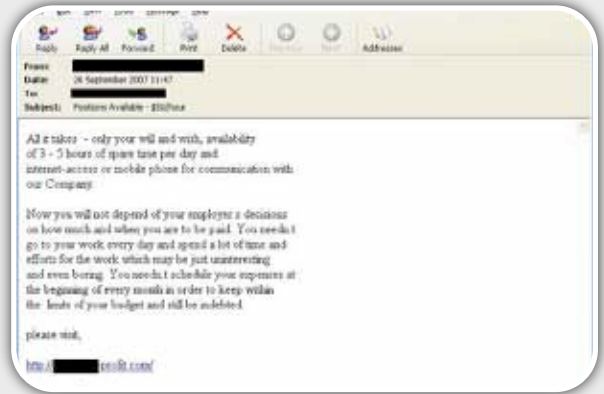 Reply Reply All Forward Print Delete Previous Next Addresses
From:
Date: 26 September 2007 11:47
To:
Subject: Positions Available - $50/hour
All it takes - only your will and wish, availability
of 3 - 5 hours of spare time per day and
internet-access or mobile phone for communication with
our Company.
Now you will not depend of your employer s decisions
on how much and when you are to be paid. You needn.t
go to your work every day and spend a lot of time and
efforts for the work which may be just uninteresting
and even boring. You needn.t schedule your expenses at
the beginning of every month in order to keep within
the limits of your budget and still be indebted.
please visit,
http://profit.com/